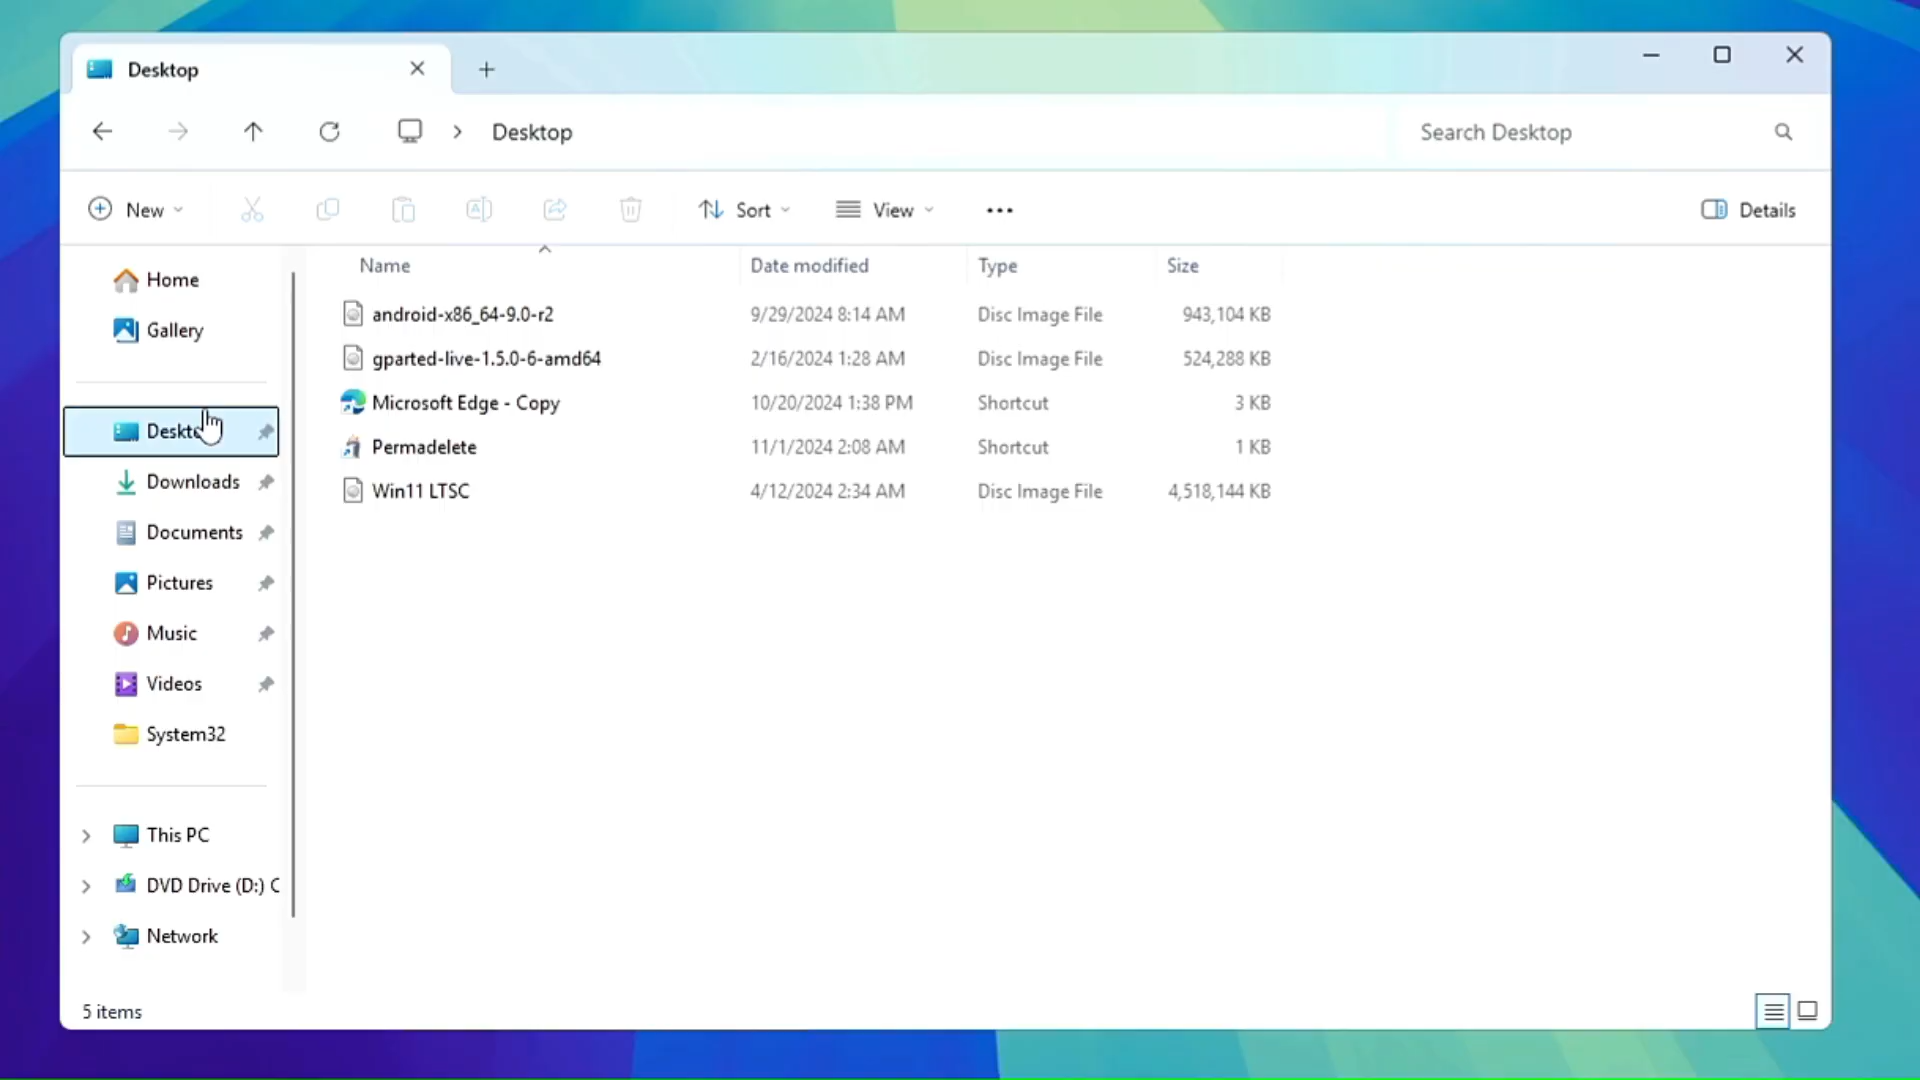 Desktop
Desktop
Search Desktop
New
Sort
View
Details
Name Date modified Type Size
android-x86_64-9.0-r2 9/29/2024 8:14 AM Disc Image File 943,104 KB
gparted-live-1.5.0-6-amd64 2/16/2024 1:28 AM Disc Image File 524,288 KB
Microsoft Edge - Copy 10/20/2024 1:38 PM Shortcut 3 KB
Permadelete 11/1/2024 2:08 AM Shortcut 1 KB
Win11 LTSC 4/12/2024 2:34 AM Disc Image File 4,518,144 KB
Home
Gallery
Downloads
Documents
Pictures
Music
Videos
System32
This PC
DVD Drive (D:) C
Network
5 items